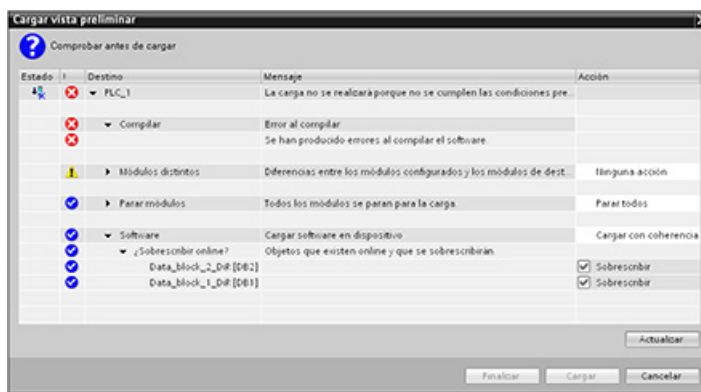 Cargar vista preliminar
Comprobar antes de cargar
Estado ! Destino Mensaje Acción
PLC_1 La carga no se realizará porque no se cumplen las condiciones pre...
Compilar Error al compilar
Se han producido errores al compilar el software.
Módulos distintos Diferencias entre los módulos configurados y los módulos de dest... Ninguna acción
Parar módulos Todos los módulos se paran para la carga. Parar todos
Software Cargar software en dispositivo Cargar con coherencia
¿Sobrescribir online? Objetos que existen online y que se sobrescribirán.
Data_block_2_Dif [DB2] Sobrescribir
Data_block_1_Dif [DB1] Sobrescribir
Actualizar
Finalizar Cargar Cancelar